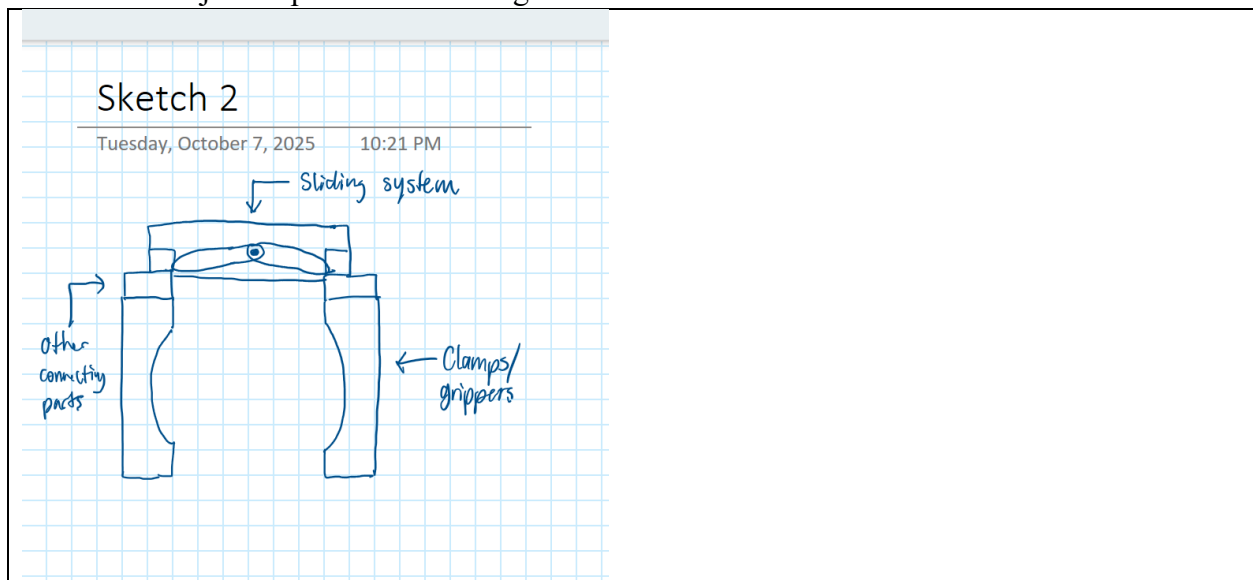 Sketch 2
Tuesday, October 7, 2025 10:21 PM
Sliding system
Other
connecting
parts
Clamps/
grippers